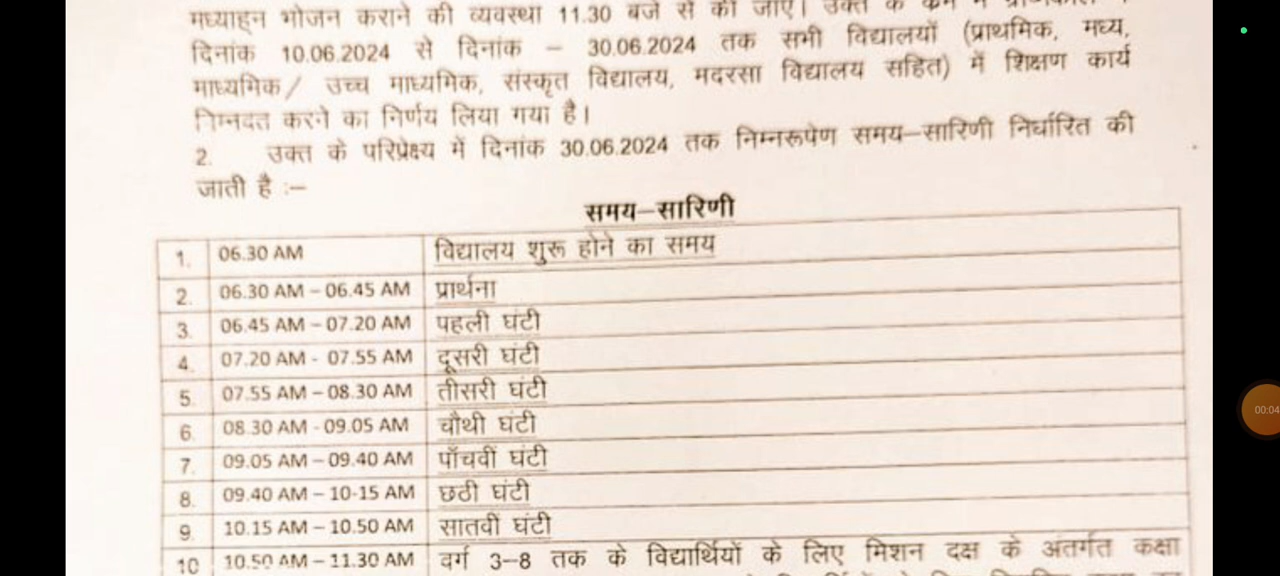 मध्याहन भोजन कराने की व्यवस्था 11.30 बजे से की जाए। उक्त के
दिनांक 10.06.2024 से दिनांक – 30.06.2024 तक सभी विद्यालयों (प्राथमिक, मध्य,
माध्यमिक/ उच्च माध्यमिक, संस्कृत विद्यालय, मदरसा विद्यालय सहित) में शिक्षण कार्य
निम्नदत करने का निर्णय लिया गया है।
2. उक्त के परिप्रेक्ष्य में दिनांक 30.06.2024 तक निम्नरूपेण समय–सारिणी निर्धारित की
जाती है :–
समय–सारिणी
1. 06.30 AM विद्यालय शुरू होने का समय
2. 06.30 AM – 06.45 AM प्रार्थना
3. 06.45 AM – 07.20 AM पहली घंटी
4. 07.20 AM - 07.55 AM दूसरी घंटी
5. 07.55 AM – 08.30 AM तीसरी घंटी
6. 08.30 AM - 09.05 AM चौथी घंटी
7. 09.05 AM – 09.40 AM पाँचवीं घंटी
8. 09.40 AM – 10-15 AM छठी घंटी
9. 10.15 AM – 10.50 AM सातवीं घंटी
10 10.50 AM – 11.30 AM वर्ग 3–8 तक के विद्यार्थियों के लिए मिशन दक्ष के अंतर्गत कक्षा
00:04